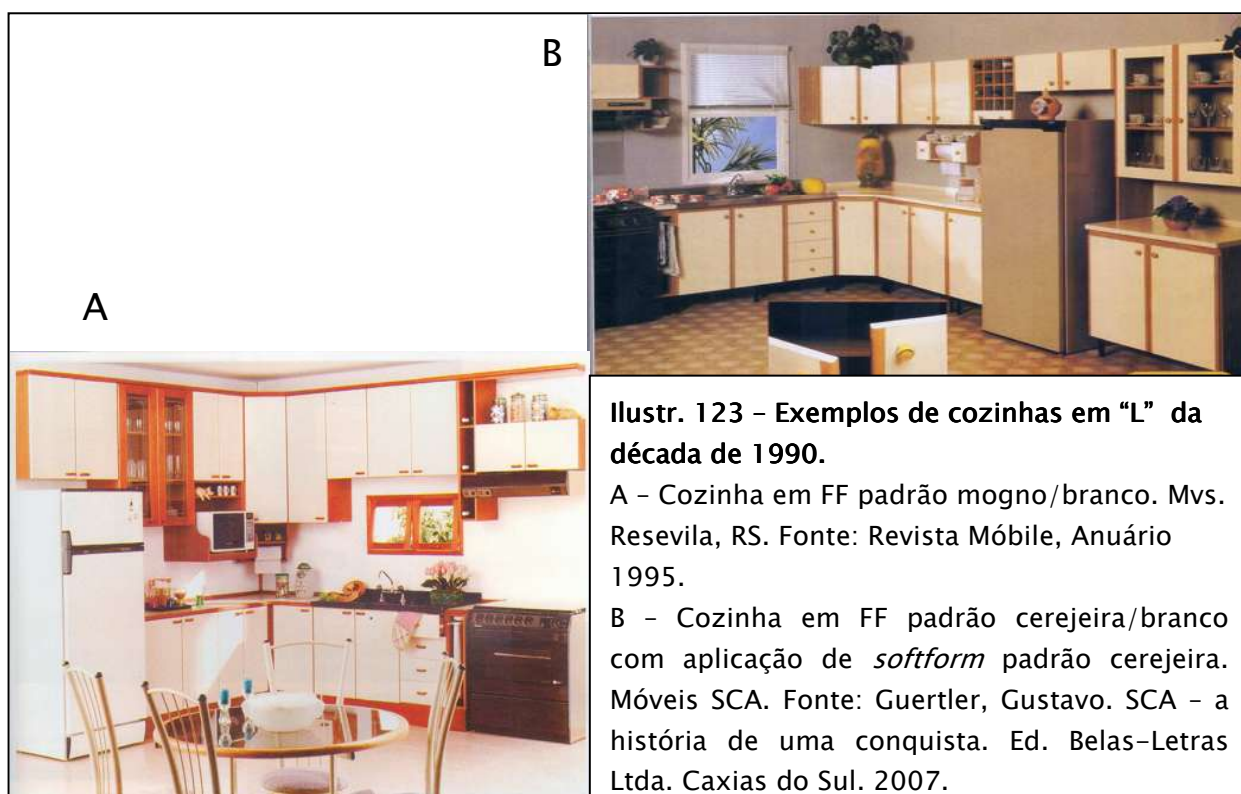 B
A
Ilustr. 123 – Exemplos de cozinhas em “L” da
década de 1990.
A – Cozinha em FF padrão mogno/branco. Mvs.
Resevila, RS. Fonte: Revista Móbile, Anuário
1995.
B – Cozinha em FF padrão cerejeira/branco
com aplicação de softform padrão cerejeira.
Móveis SCA. Fonte: Guertler, Gustavo. SCA – a
história de uma conquista. Ed. Belas-Letras
Ltda. Caxias do Sul. 2007.